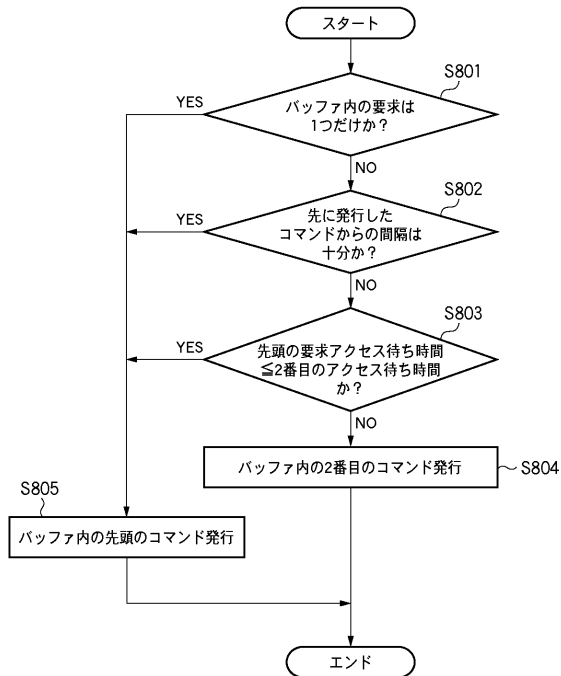 スタート
S801
バッファ内の要求は
1つだけか？
YES
NO
S802
先に発行した
コマンドからの間隔は
十分か？
YES
NO
S803
先頭の要求アクセス待ち時間
≦2番目のアクセス待ち時間
か？
YES
NO
バッファ内の2番目のコマンド発行
S804
S805
バッファ内の先頭のコマンド発行
エンド